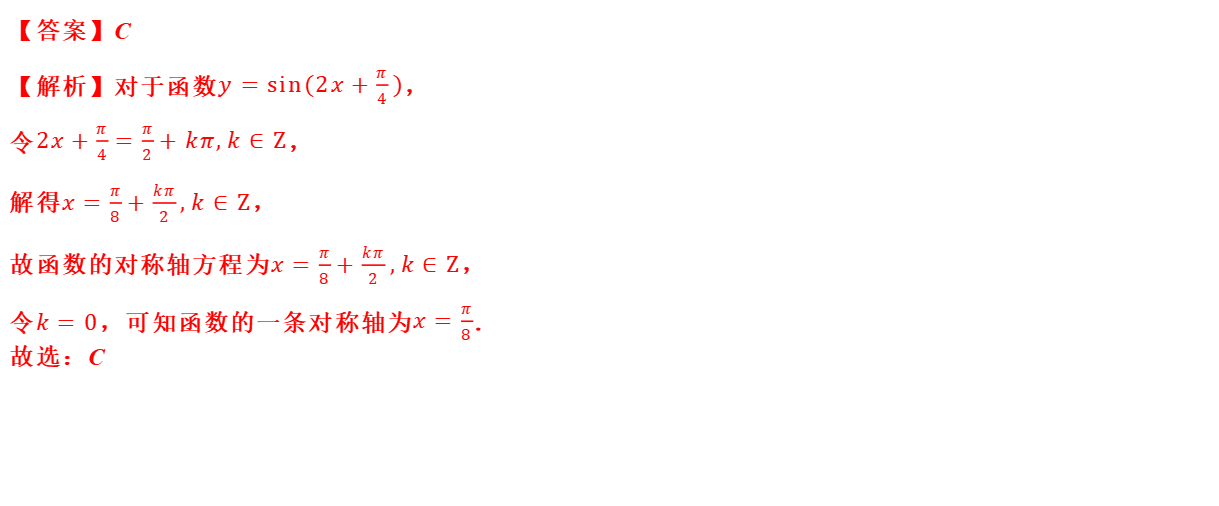 【答案】C
【解析】对于函数y = sin(2x + π/4)，
令2x + π/4 = π/2 + kπ, k ∈ Z，
解得x = π/8 + kπ/2, k ∈ Z，
故函数的对称轴方程为x = π/8 + kπ/2, k ∈ Z，
令k = 0，可知函数的一条对称轴为x = π/8.
故选：C